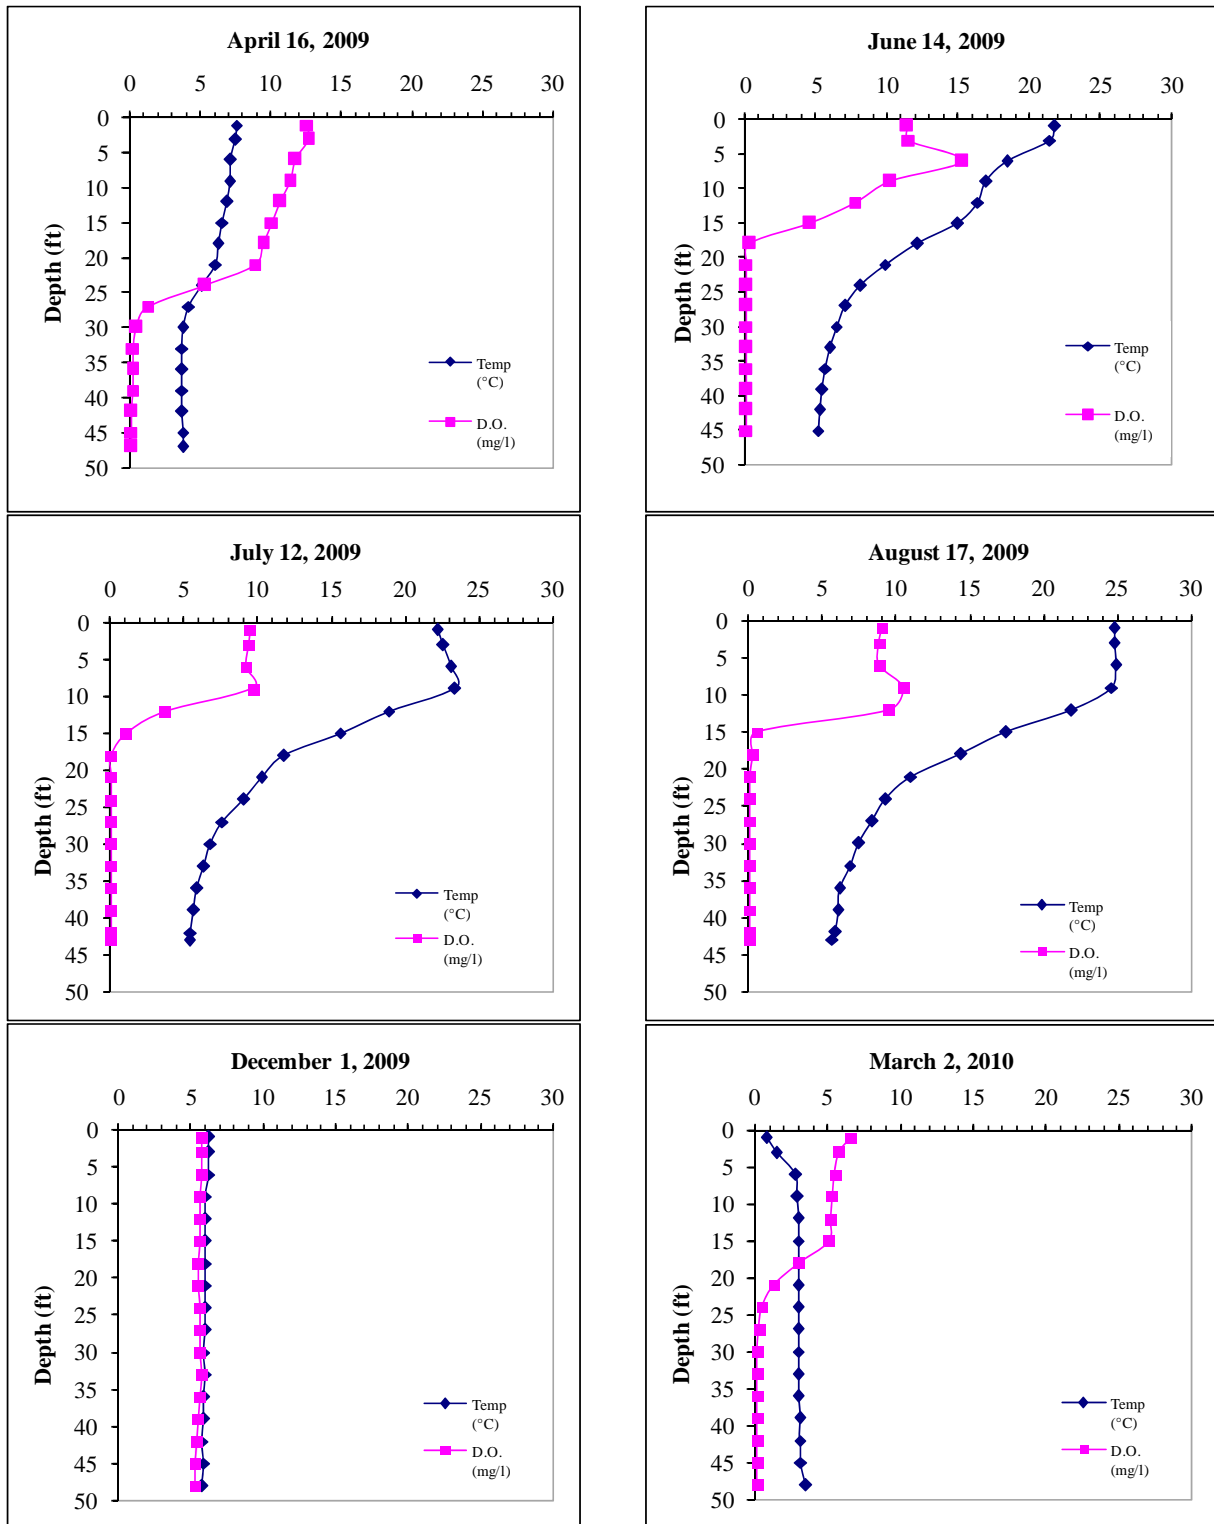 April 16, 2009
0 5 10 15 20 25 30
0
5
10
15
20
25
30
35
40
45
50
Depth (ft)
Temp
(°C)
D.O.
(mg/l)
June 14, 2009
0 5 10 15 20 25 30
0
5
10
15
20
25
30
35
40
45
50
Depth (ft)
Temp
(°C)
D.O.
(mg/l)
July 12, 2009
0 5 10 15 20 25 30
0
5
10
15
20
25
30
35
40
45
50
Depth (ft)
Temp
(°C)
D.O.
(mg/l)
August 17, 2009
0 5 10 15 20 25 30
0
5
10
15
20
25
30
35
40
45
50
Depth (ft)
Temp
(°C)
D.O.
(mg/l)
December 1, 2009
0 5 10 15 20 25 30
0
5
10
15
20
25
30
35
40
45
50
Depth (ft)
Temp
(°C)
D.O.
(mg/l)
March 2, 2010
0 5 10 15 20 25 30
0
5
10
15
20
25
30
35
40
45
50
Depth (ft)
Temp
(°C)
D.O.
(mg/l)